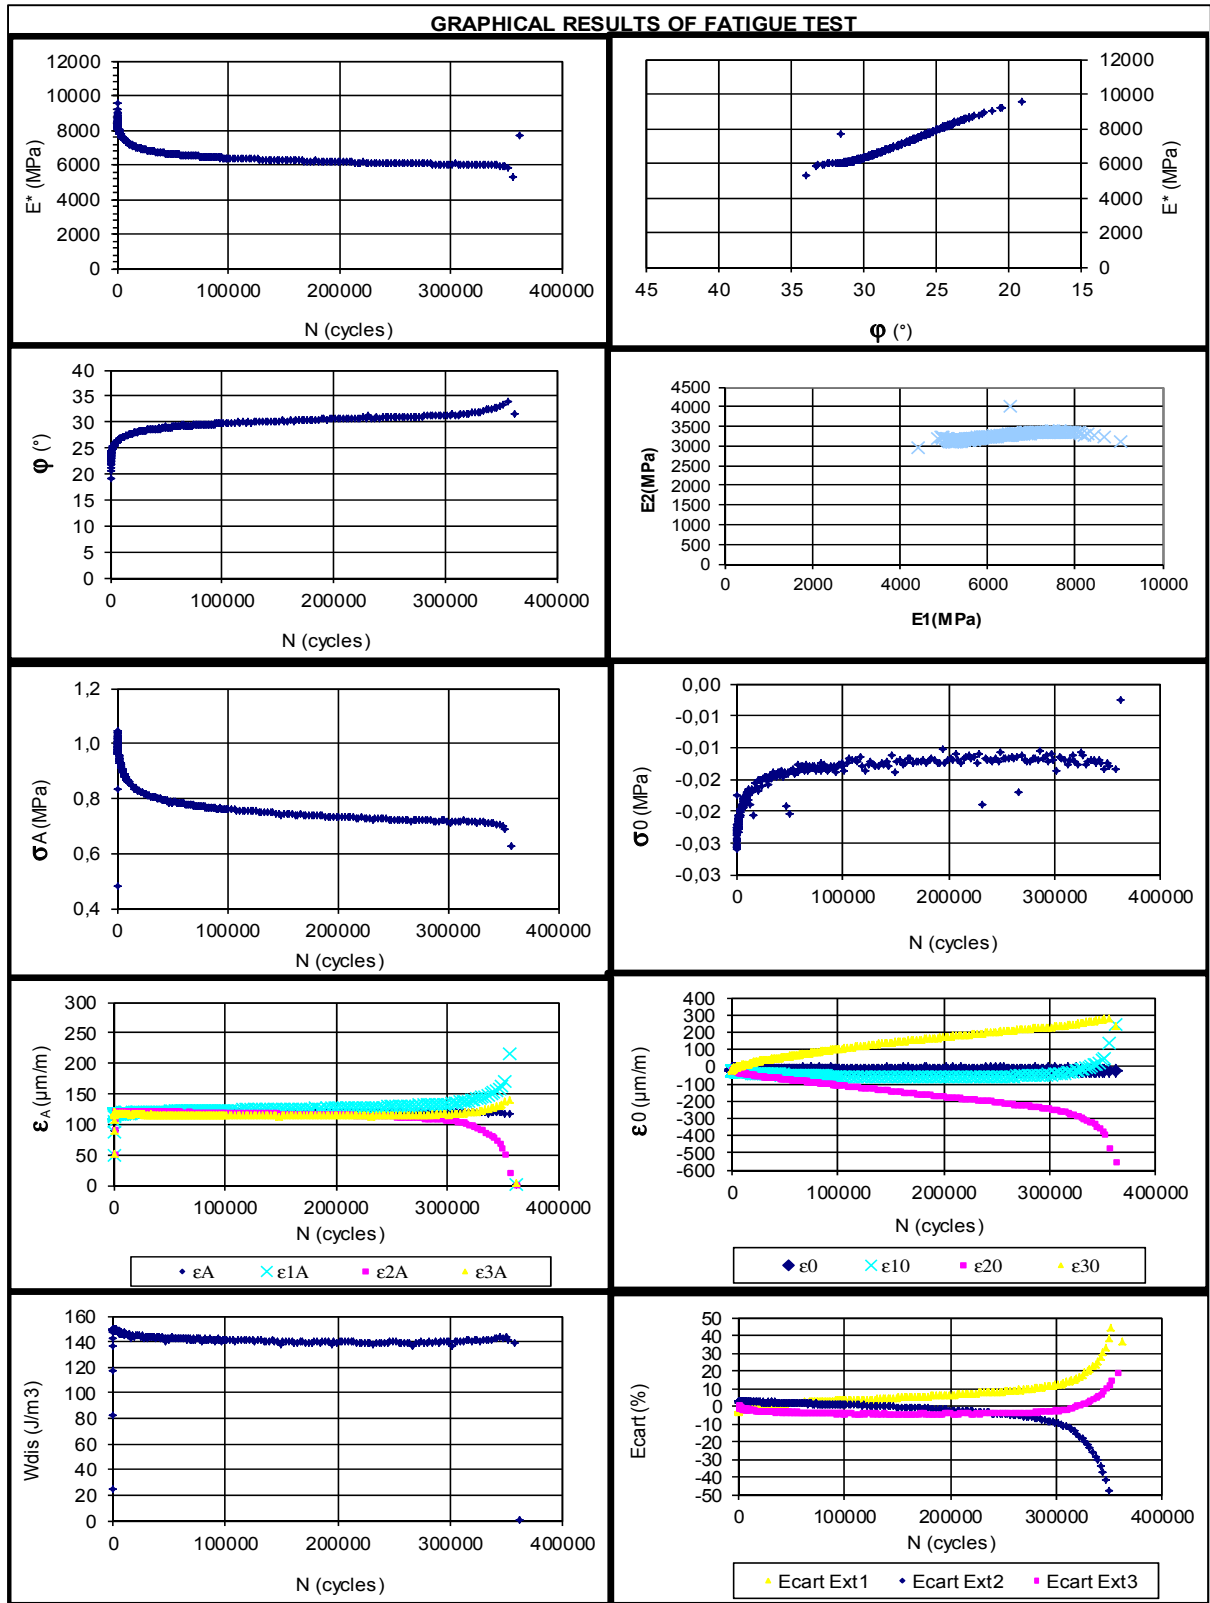 GRAPHICAL RESULTS OF FATIGUE TEST
12000
10000
8000
6000
4000
2000
0
E* (MPa)
0 100000 200000 300000 400000
N (cycles)
12000
10000
8000
6000
4000
2000
0
E* (MPa)
45 40 35 30 25 20 15
φ (°)
40
35
30
25
20
15
10
5
0
φ (°)
0 100000 200000 300000 400000
N (cycles)
4500
4000
3500
3000
2500
2000
1500
1000
500
0
E2(MPa)
0 2000 4000 6000 8000 10000
E1(MPa)
1,2
1,0
0,8
0,6
0,4
σA (MPa)
0 100000 200000 300000 400000
N (cycles)
0,00
-0,01
-0,01
-0,02
-0,02
-0,03
-0,03
σ0 (MPa)
0 100000 200000 300000 400000
N (cycles)
300
250
200
150
100
50
0
εA (µm/m)
0 100000 200000 300000 400000
N (cycles)
εA ε1A ε2A ε3A
400
300
200
100
0
-100
-200
-300
-400
-500
-600
ε0 (µm/m)
0 100000 200000 300000 400000
N (cycles)
ε0 ε10 ε20 ε30
160
140
120
100
80
60
40
20
0
Wdis (J/m3)
0 100000 200000 300000 400000
N (cycles)
50
40
30
20
10
0
-10
-20
-30
-40
-50
Ecart (%)
0 100000 200000 300000 400000
N (cycles)
Ecart Ext1 Ecart Ext2 Ecart Ext3